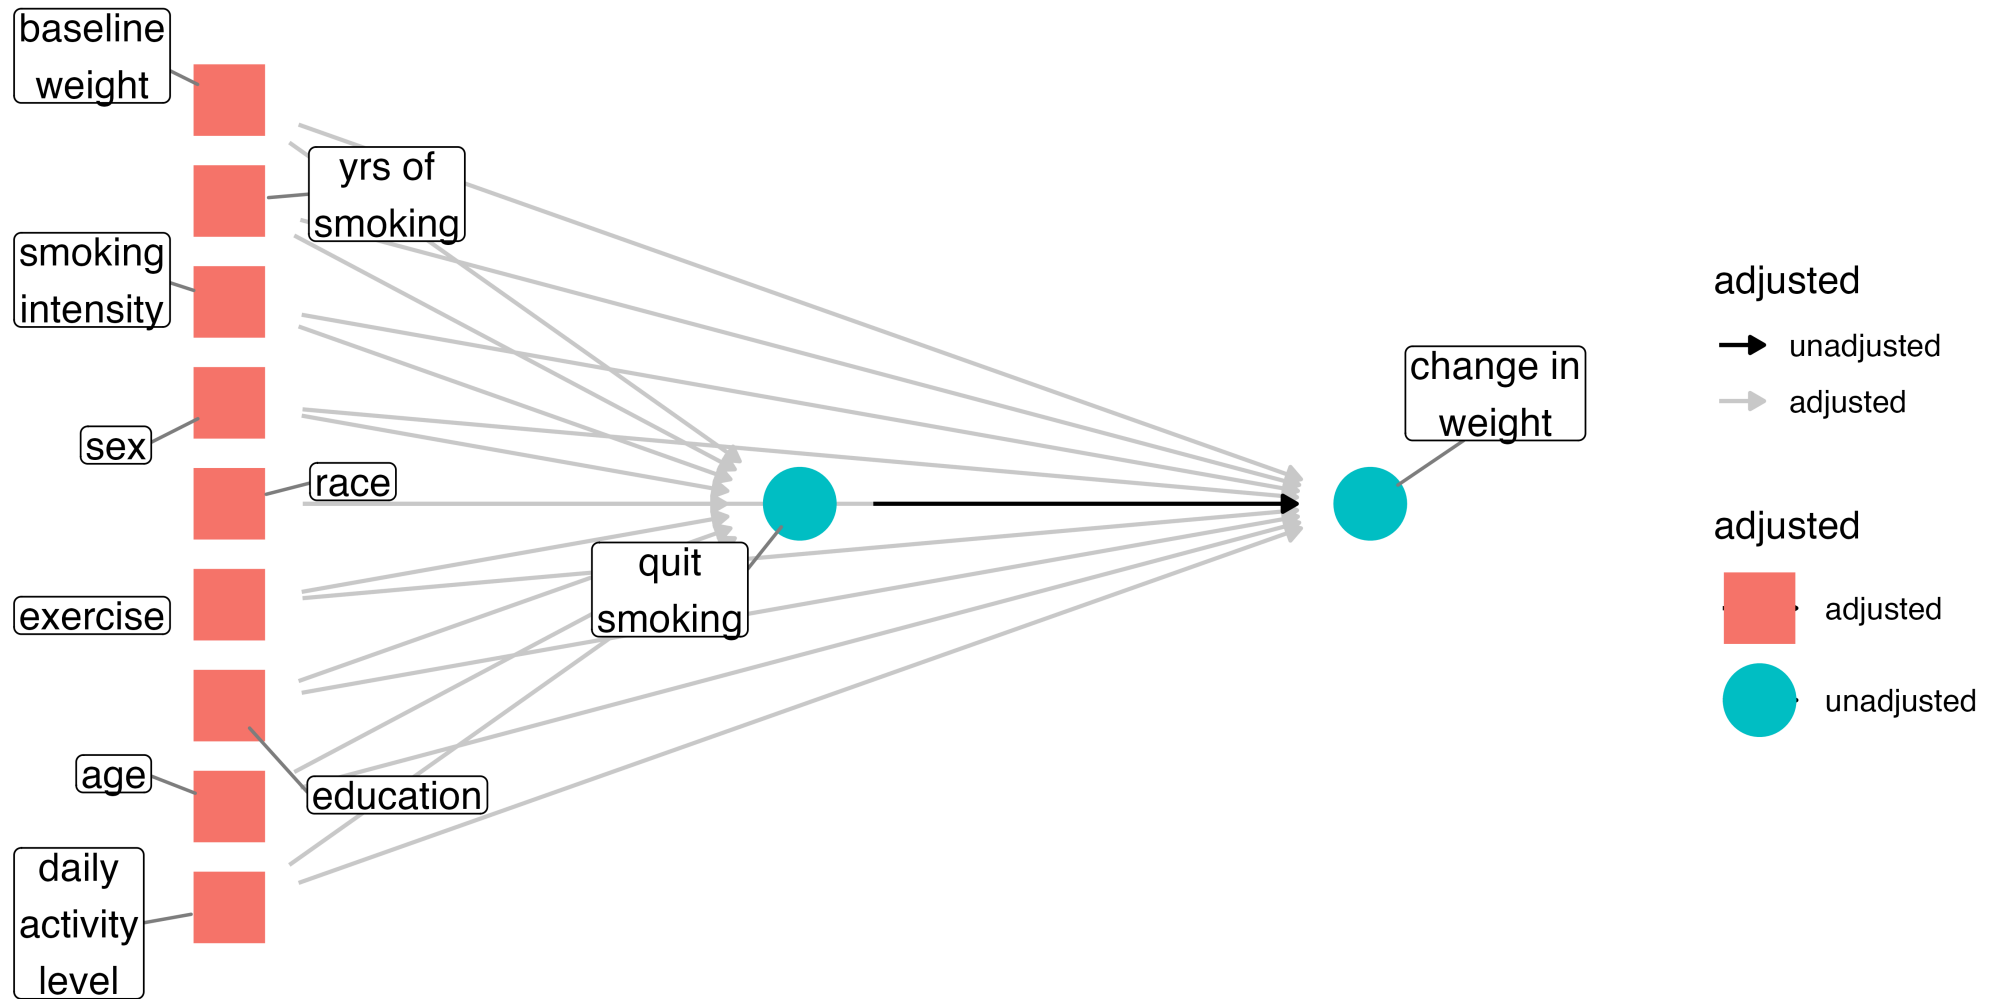 baseline
weight
yrs of
smoking
smoking
intensity
sex
race
exercise
age
education
daily
activity
level
quit
smoking
change in
weight
adjusted
unadjusted
adjusted
adjusted
adjusted
unadjusted